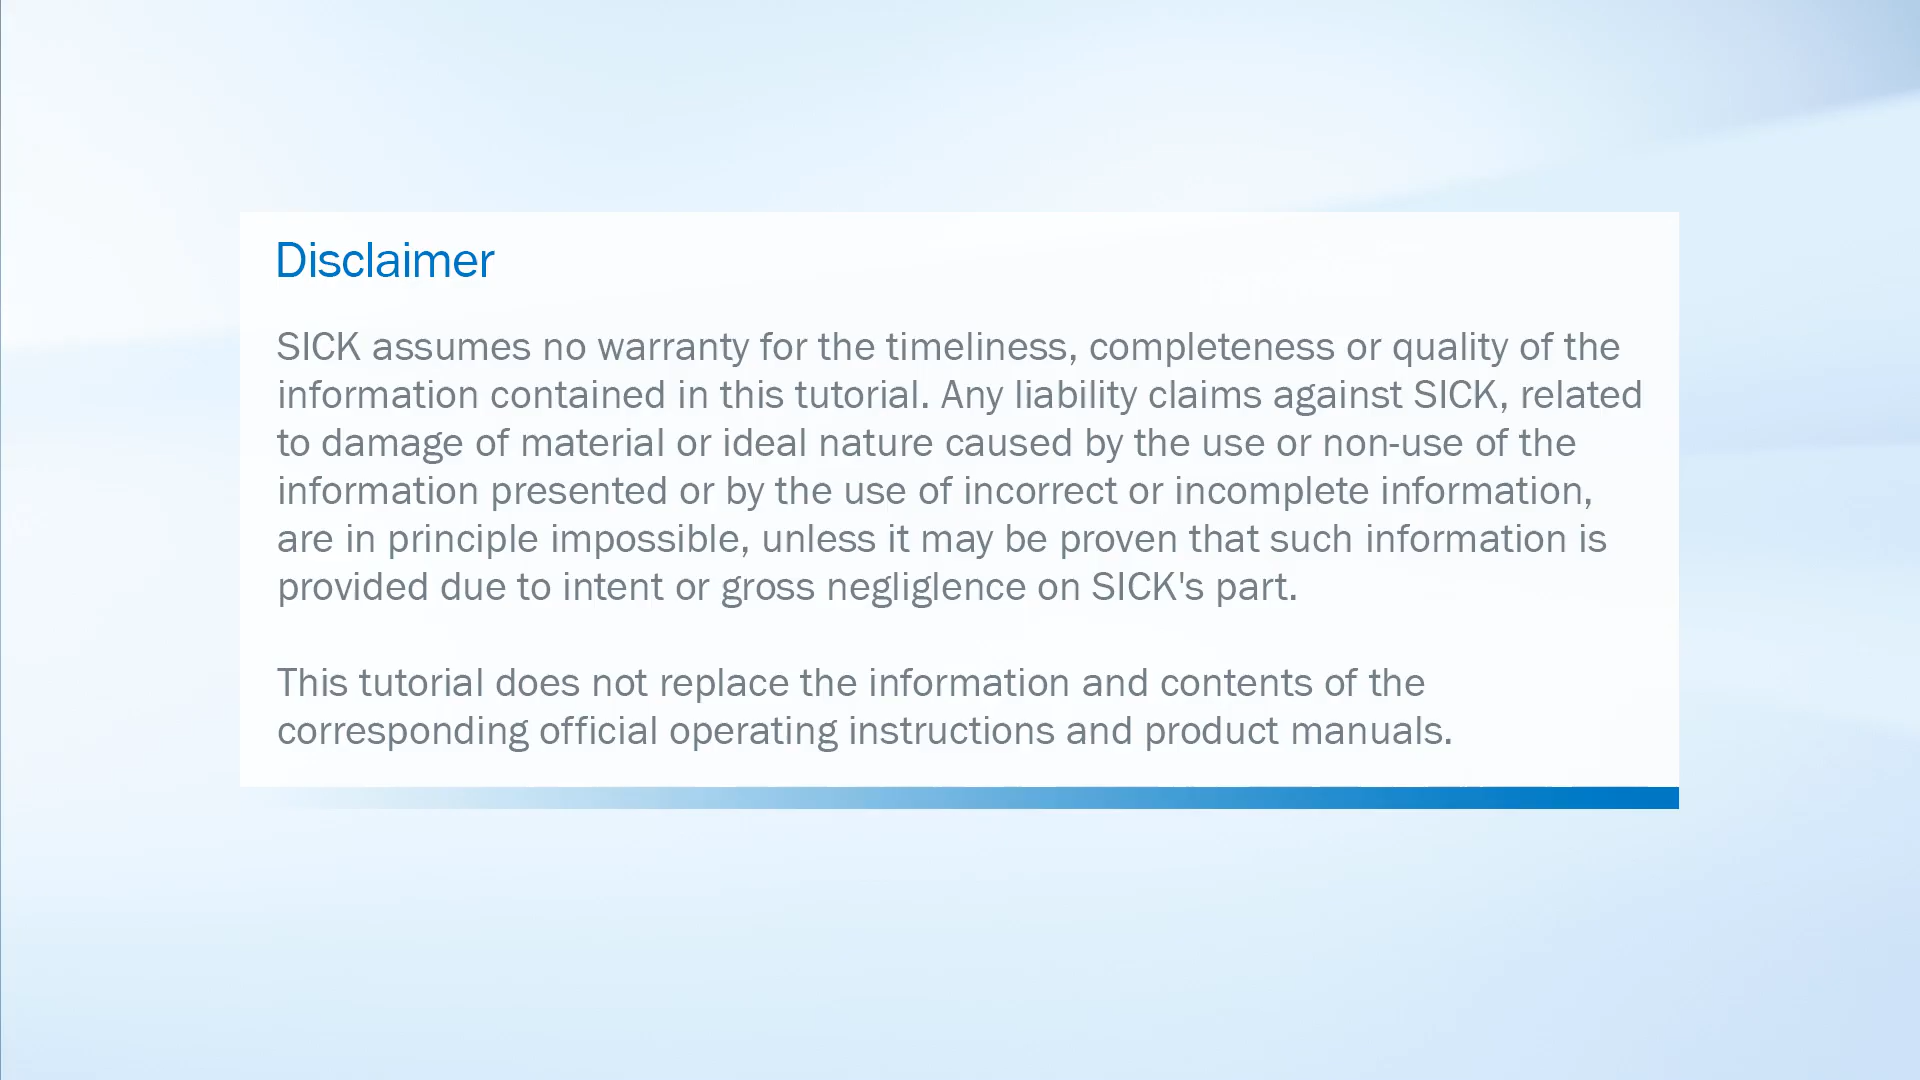 Disclaimer
SICK assumes no warranty for the timeliness, completeness or quality of the
information contained in this tutorial. Any liability claims against SICK, related
to damage of material or ideal nature caused by the use or non-use of the
information presented or by the use of incorrect or incomplete information,
are in principle impossible, unless it may be proven that such information is
provided due to intent or gross negliglence on SICK's part.
This tutorial does not replace the information and contents of the
corresponding official operating instructions and product manuals.